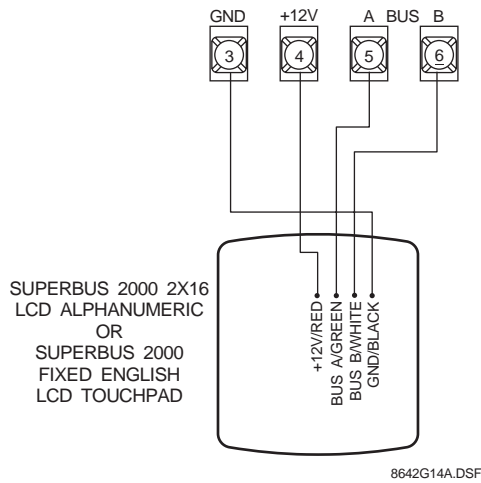 GND +12V A BUS B
3 4 5 6
SUPERBUS 2000 2X16
LCD ALPHANUMERIC
OR
SUPERBUS 2000
FIXED ENGLISH
LCD TOUCHPAD
+12V/RED
BUS A/GREEN
BUS B/WHITE
GND/BLACK
8642G14A.DSF